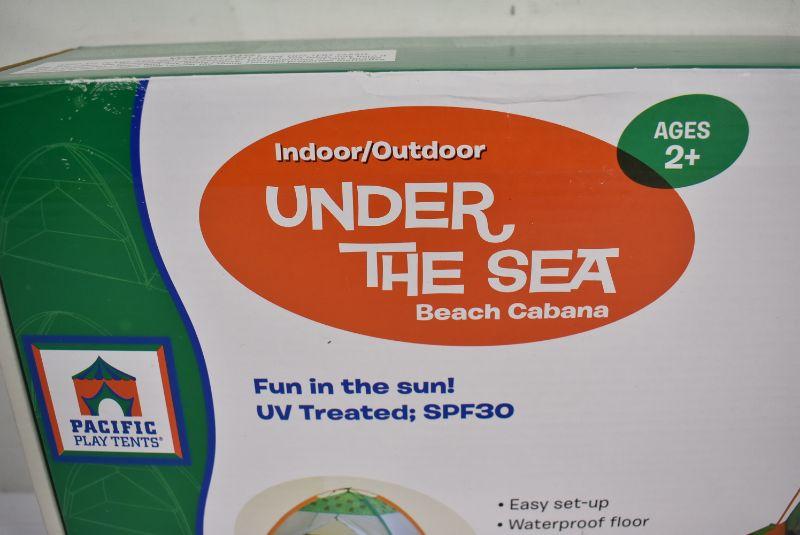 Indoor/Outdoor
AGES
2+
UNDER
THE SEA
Beach Cabana
Fun in the sun!
UV Treated; SPF30
PACIFIC
PLAY TENTS®
• Easy set-up
• Waterproof floor